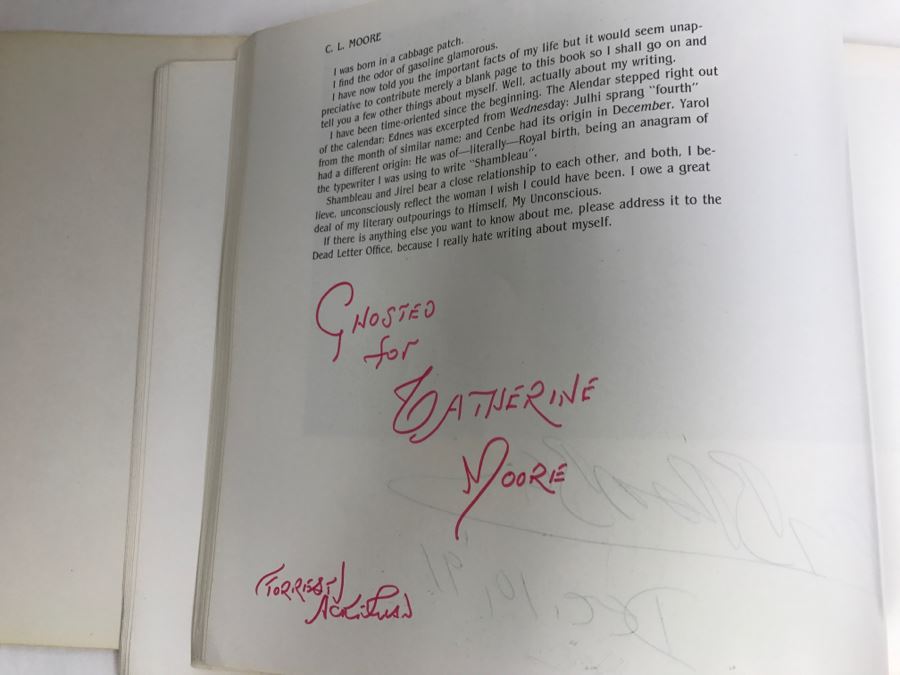 C. L. MOORE
I was born in a cabbage patch.
I find the odor of gasoline glamorous.
I have now told you the important facts of my life but it would seem unap-
preciative to contribute merely a blank page to this book so I shall go on and
tell you a few other things about myself. Well, actually about my writing.
I have been time-oriented since the beginning. The Alendar stepped right out
of the calendar; Ednes was excerpted from Wednesday: Julhi sprang "fourth"
from the month of similar name; and Cenbe had its origin in December. Yarol
had a different origin: He was of—literally—Royal birth, being an anagram of
the typewriter I was using to write "Shambleau".
Shambleau and Jirel bear a close relationship to each other, and both, I be-
lieve, unconsciously reflect the woman I wish I could have been. I owe a great
deal of my literary outpourings to Himself, My Unconscious.
If there is anything else you want to know about me, please address it to the
Dead Letter Office, because I really hate writing about myself.
GHOSTED
for
CATHERINE
MOORE
(FORREST)
ACKERMAN
DEC. 10, '91